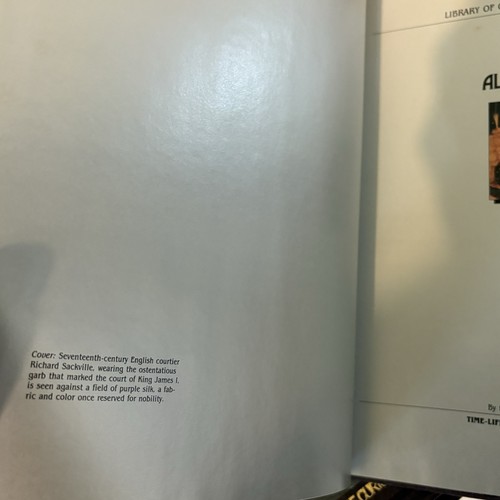 Cover: Seventeenth-century English courtier
Richard Sackville, wearing the ostentatious
garb that marked the court of King James I,
is seen against a field of purple silk, a fab-
ric and color once reserved for nobility.
LIBRARY OF
AL
By
TIME-LIF